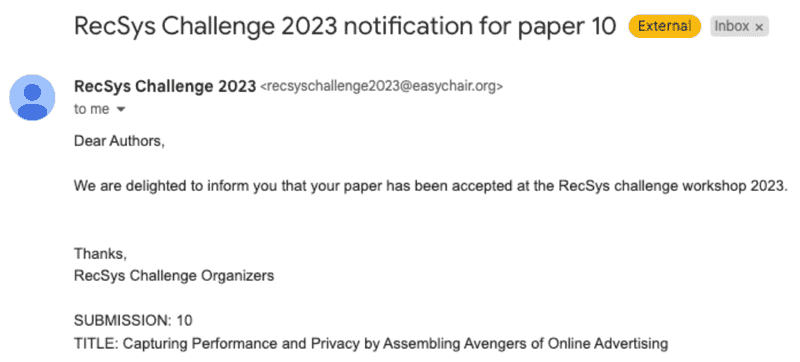 RecSys Challenge 2023 notification for paper 10 External Inbox ×
RecSys Challenge 2023 <recsyschallenge2023@easychair.org>
to me
Dear Authors,
We are delighted to inform you that your paper has been accepted at the RecSys challenge workshop 2023.
Thanks,
RecSys Challenge Organizers
SUBMISSION: 10
TITLE: Capturing Performance and Privacy by Assembling Avengers of Online Advertising